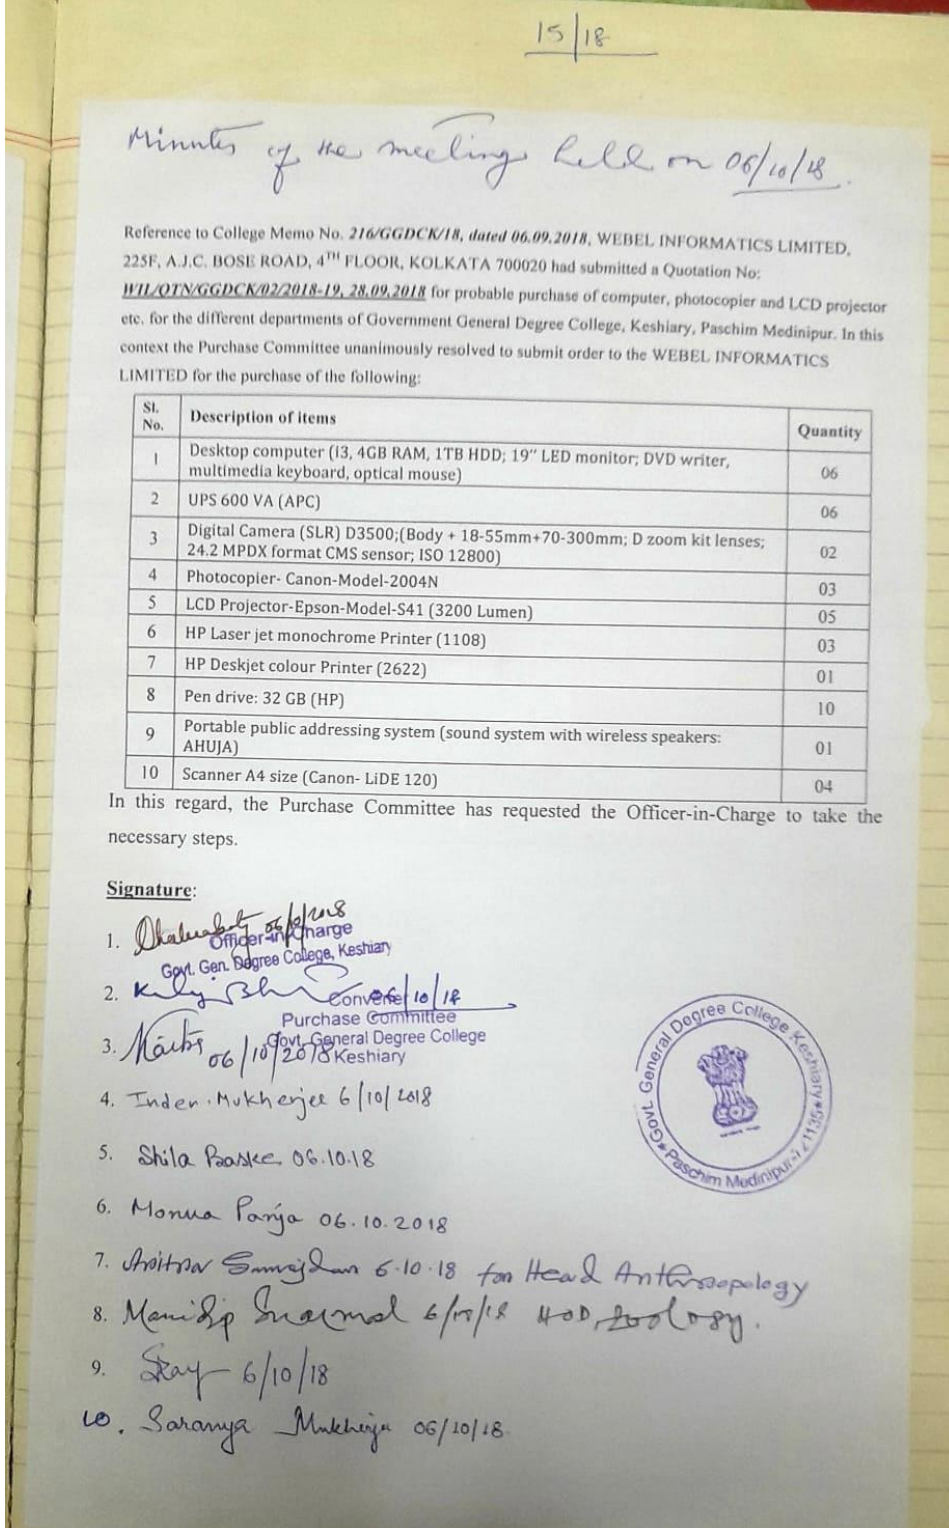 15/18
Minutes of the meeting held on 06/10/18.
Reference to College Memo No. 216/GGDCK/18, dated 06.09.2018, WEBEL INFORMATICS LIMITED,
225F, A.J.C. BOSE ROAD, 4TH FLOOR, KOLKATA 700020 had submitted a Quotation No:
WIL/QTN/GGDCK/02/2018-19, 28.09.2018 for probable purchase of computer, photocopier and LCD projector
etc. for the different departments of Government General Degree College, Keshiary, Paschim Medinipur. In this
context the Purchase Committee unanimously resolved to submit order to the WEBEL INFORMATICS
LIMITED for the purchase of the following:
Sl. No. Description of items Quantity
1 Desktop computer (i3, 4GB RAM, 1TB HDD; 19" LED monitor; DVD writer,
multimedia keyboard, optical mouse) 06
2 UPS 600 VA (APC) 06
3 Digital Camera (SLR) D3500;(Body + 18-55mm+70-300mm; D zoom kit lenses;
24.2 MPDX format CMS sensor; ISO 12800) 02
4 Photocopier- Canon-Model-2004N 03
5 LCD Projector-Epson-Model-S41 (3200 Lumen) 05
6 HP Laser jet monochrome Printer (1108) 03
7 HP Deskjet colour Printer (2622) 01
8 Pen drive: 32 GB (HP) 10
9 Portable public addressing system (sound system with wireless speakers:
AHUJA) 01
10 Scanner A4 size (Canon- LiDE 120) 04
In this regard, the Purchase Committee has requested the Officer-in-Charge to take the
necessary steps.
Signature:
1. 06/10/2018
Officer-in-Charge
Govt. Gen. Degree College, Keshiary
2. 6/10/18
Convener
Purchase Committee
Govt. General Degree College
Keshiary
3. 06/10/2018
4. Inder Mukherjee 6/10/2018
5. Shila Baske 06.10.18
6. Monua Panja 06.10.2018
7. 6.10.18 for Head Anthropology
8. Manidip 6/10/18 HOD, Zoology.
9. 6/10/18
10. Saranya Mukherjee 06/10/18
Govt. General Degree College Keshiary
Paschim Medinipur-721135